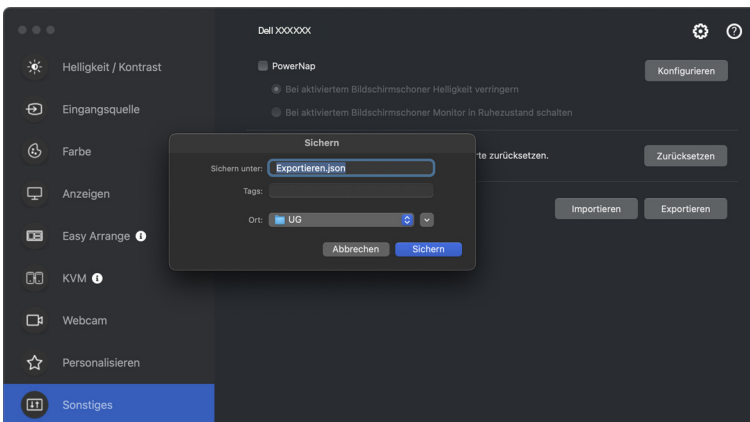 Dell XXXXXX
Helligkeit / Kontrast
PowerNap
Konfigurieren
Bei aktiviertem Bildschirmschoner Helligkeit verringern
Eingangsquelle
Bei aktiviertem Bildschirmschoner Monitor in Ruhezustand schalten
Sichern
Farbe
rte zurücksetzen.
Zurücksetzen
Sichern unter: Exportieren.json
Tags:
Anzeigen
Importieren
Exportieren
Ort: UG
Easy Arrange
Abbrechen
Sichern
KVM
Webcam
Personalisieren
Sonstiges